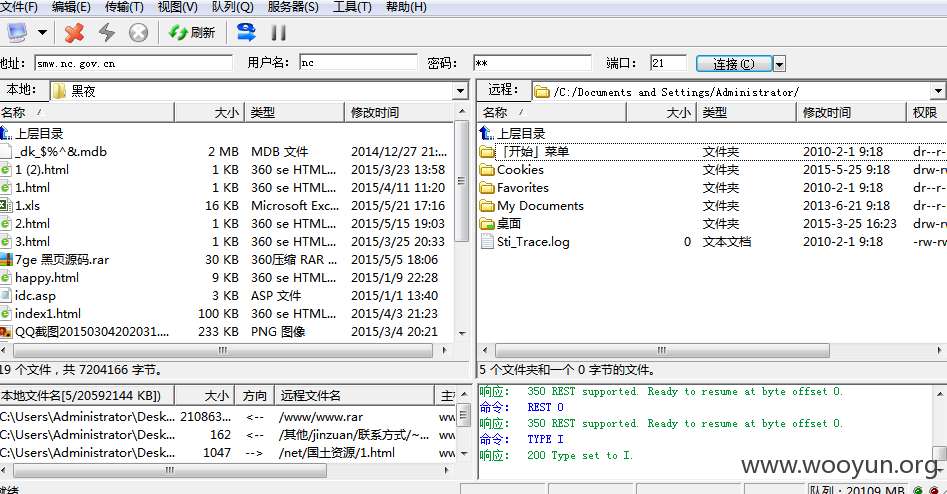 文件(F) 编辑(E) 传输(T) 视图(V) 队列(Q) 服务器(S) 工具(T) 帮助(H)
刷新
地址: smw.nc.gov.cn 用户名: nc 密码: ** 端口: 21 连接(C)
本地: 黑夜
名称 大小 类型 修改时间
上层目录
_dk_$%^&.mdb 2 MB MDB 文件 2014/12/27 21:...
1 (2).html 1 KB 360 se HTML... 2015/3/23 13:58
1.html 1 KB 360 se HTML... 2015/4/11 11:20
1.xls 16 KB Microsoft Exc... 2015/5/21 17:16
2.html 1 KB 360 se HTML... 2015/5/15 19:03
3.html 1 KB 360 se HTML... 2015/3/25 20:33
7ge 黑页源码.rar 30 KB 360压缩 RAR ... 2015/5/5 18:06
happy.html 9 KB 360 se HTML... 2015/1/9 22:28
idc.asp 3 KB ASP 文件 2015/1/1 13:40
index1.html 100 KB 360 se HTML... 2015/4/3 21:23
QQ截图20150304202031.... 233 KB PNG 图像 2015/3/4 20:21
19 个文件，共 7204166 字节。
远程: /C:/Documents and Settings/Administrator/
名称 大小 类型 修改时间 权限
上层目录
「开始」菜单 文件夹 2010-2-1 9:18 dr--r-
Cookies 文件夹 2015-5-25 9:18 drw-rw
Favorites 文件夹 2010-2-1 9:18 dr--r-
My Documents 文件夹 2013-6-21 9:18 dr--r-
桌面 文件夹 2015-3-25 16:23 drw-rw
Sti_Trace.log 0 文本文档 2010-2-1 9:18 -rw-rw
5 个文件夹和一个 0 字节的文件。
本地文件名[5/20592144 KB]) 大小 方向 远程文件名 主
C:\Users\Administrator\Desk... 210863... <-- /www/www.rar ww
C:\Users\Administrator\Desk... 162 <-- /其他/jinzuan/联系方式/~... ww
C:\Users\Administrator\Desk... 1047 --> /net/国土资源/1.html ww
响应: 350 REST supported. Ready to resume at byte offset 0.
命令: REST 0
响应: 350 REST supported. Ready to resume at byte offset 0.
命令: TYPE I
响应: 200 Type set to I.
www.wooyun.org
就绪 队列: 20109 MB